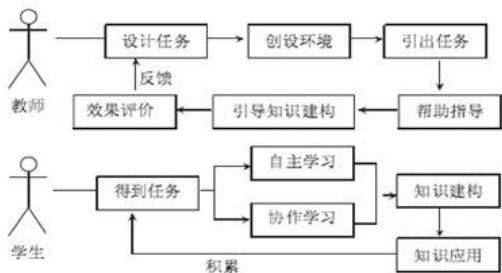 设计任务
创设环境
引出任务
反馈
教师
效果评价
引导知识建构
帮助指导
自主学习
得到任务
知识建构
协作学习
学生
知识应用
积累